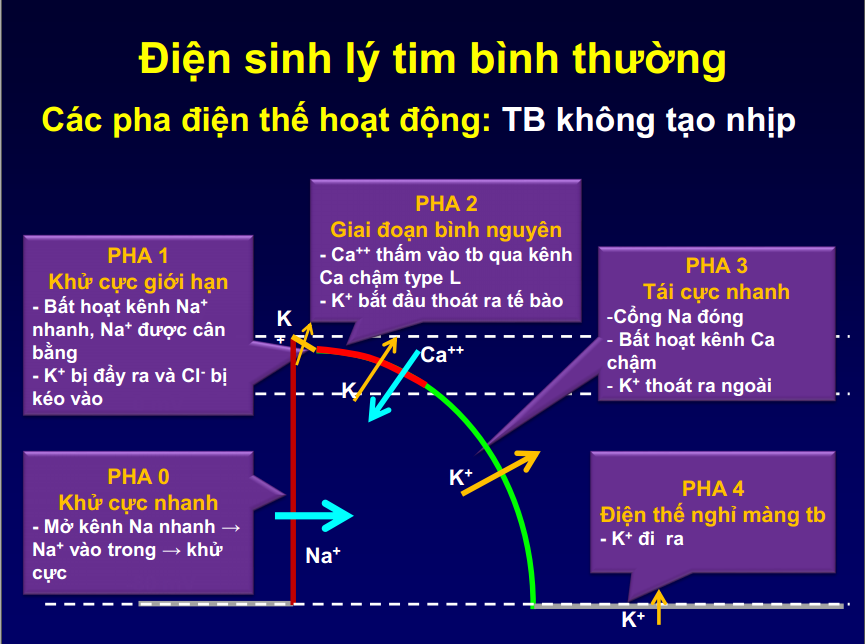 Điện sinh lý tim bình thường
Các pha điện thế hoạt động: TB không tạo nhịp
PHA 2
Giai đoạn bình nguyên
- Ca⁺⁺ thấm vào tb qua kênh
Ca chậm type L
- K⁺ bắt đầu thoát ra tế bào
PHA 1
Khử cực giới hạn
- Bất hoạt kênh Na⁺
nhanh, Na⁺ được cân
bằng
- K⁺ bị đẩy ra và Cl⁻ bị
kéo vào
PHA 3
Tái cực nhanh
-Cổng Na đóng
- Bất hoạt kênh Ca
chậm
- K⁺ thoát ra ngoài
K
+
Ca⁺⁺
K
K⁺
PHA 0
Khử cực nhanh
- Mở kênh Na nhanh →
Na⁺ vào trong → khử
cực
Na⁺
PHA 4
Điện thế nghỉ màng tb
- K⁺ đi ra
K⁺